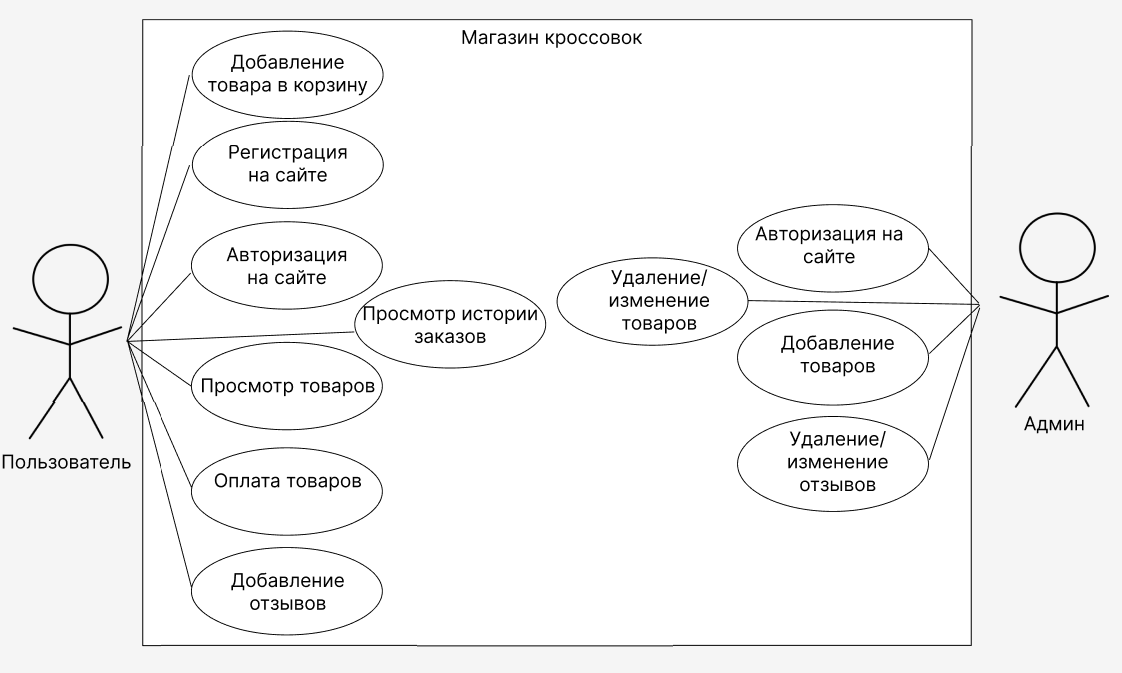 Магазин кроссовок
Добавление
товара в корзину
Регистрация
на сайте
Авторизация
на сайте
Просмотр истории
заказов
Просмотр товаров
Оплата товаров
Добавление
отзывов
Пользователь
Удаление/
изменение
товаров
Авторизация на
сайте
Добавление
товаров
Удаление/
изменение
отзывов
Админ